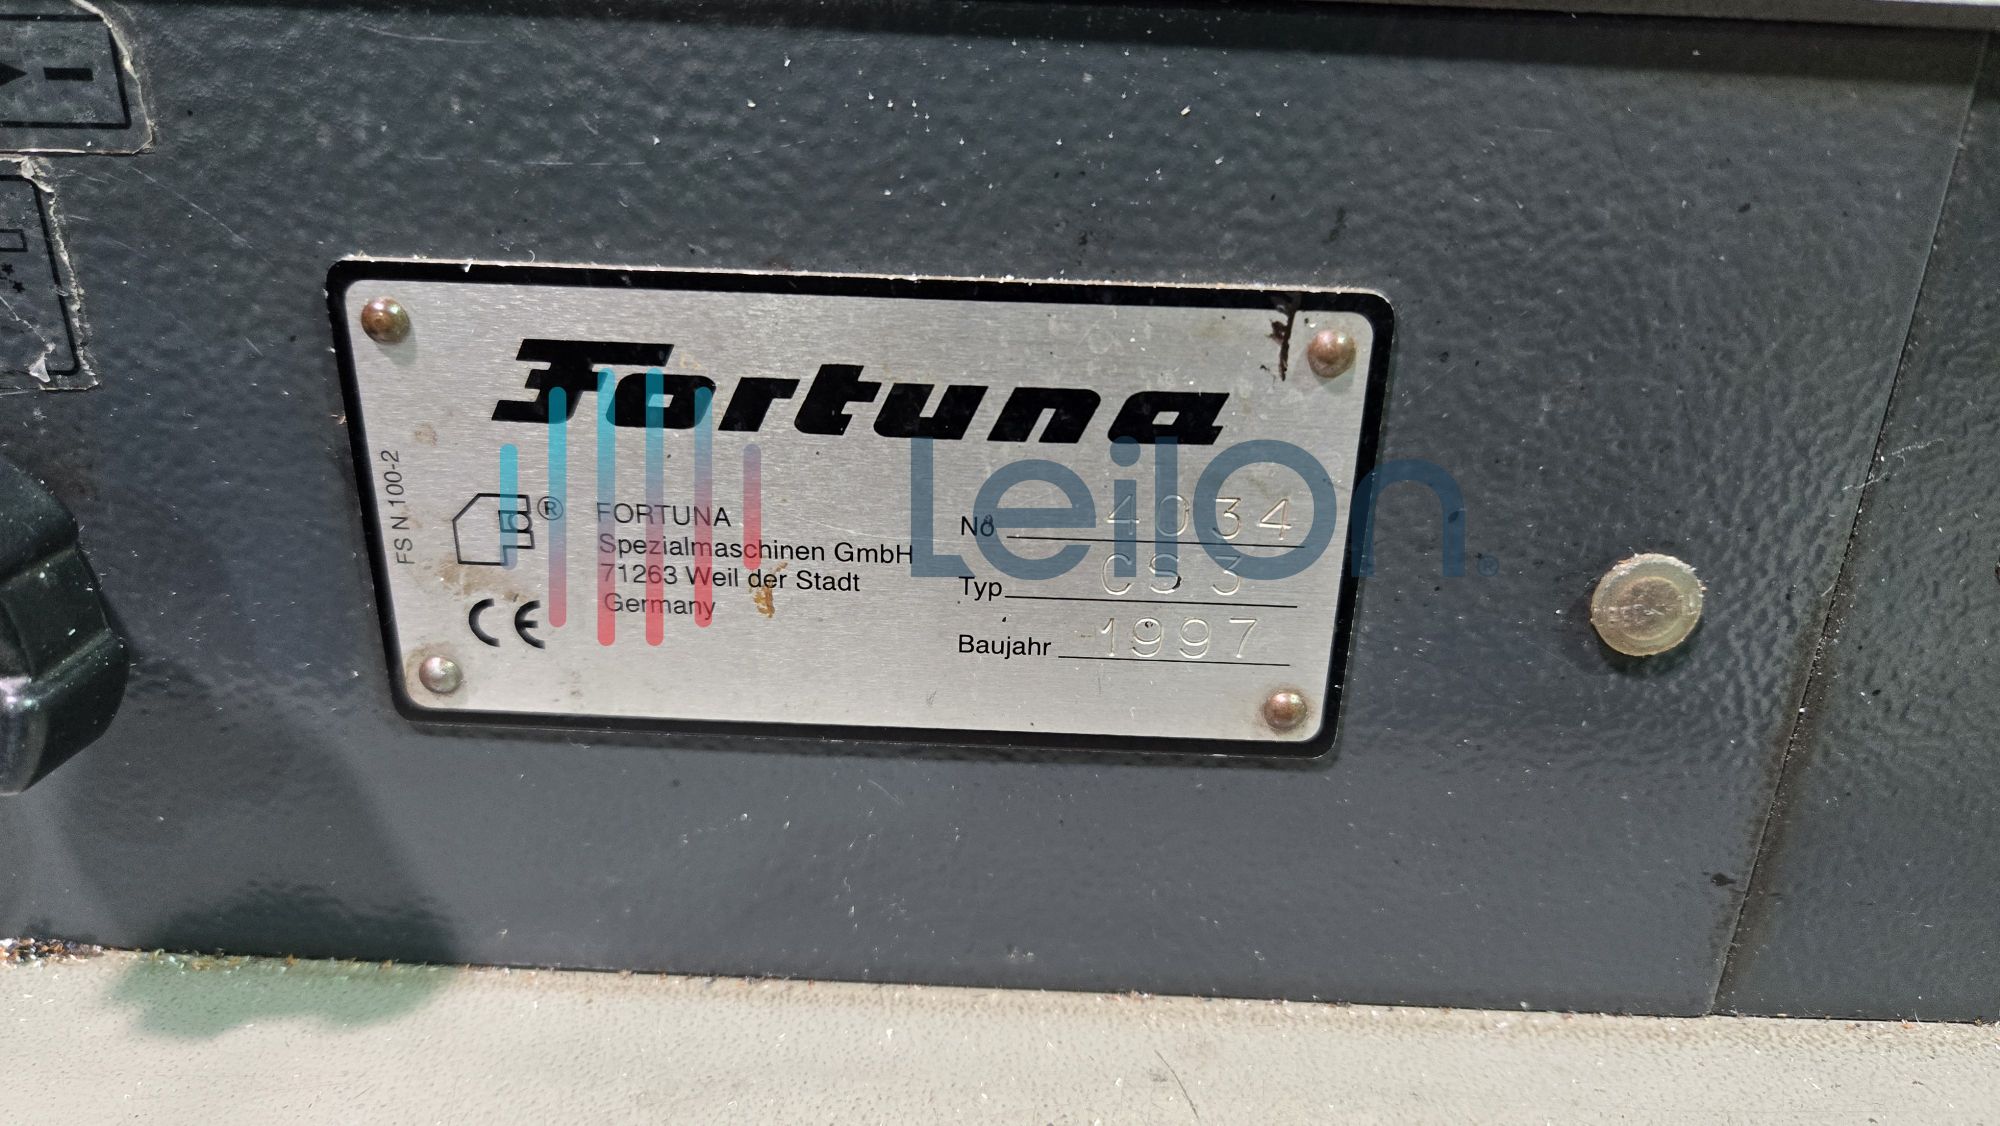 Fortuna
FS N 100-2
b®
FORTUNA
Spezialmaschinen GmbH
71263 Weil der Stadt
Germany
CE
No 4034
Typ CS 3
Baujahr 1997
LeilOn®